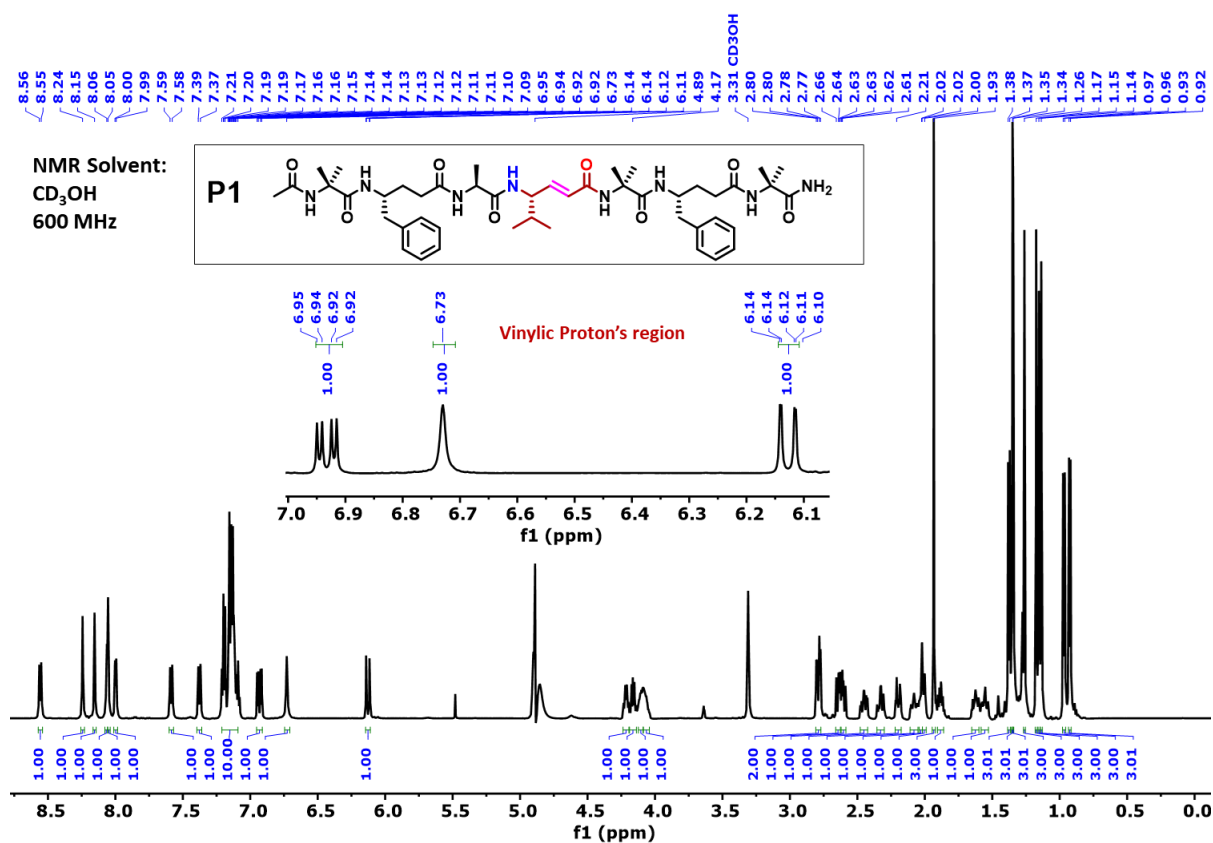 8.56 8.55 8.24 8.15 8.06 8.05 8.00 7.99 7.59 7.58 7.39 7.37 7.21 7.20 7.19 7.19 7.17 7.16 7.16 7.15 7.14 7.14 7.13 7.13 7.12 7.12 7.11 7.11 7.10 7.09 6.95 6.94 6.92 6.92 6.73 6.14 6.14 6.12 6.11 4.89 4.17 3.31 CD3OH 2.80 2.80 2.78 2.77 2.66 2.64 2.63 2.63 2.62 2.61 2.21 2.02 2.02 2.00 1.93 1.38 1.37 1.35 1.34 1.26 1.17 1.15 1.14 0.97 0.96 0.93 0.92
NMR Solvent:
CD3OH
600 MHz
P1
O H N O H N O N H O H N O N H O H N O N H O NH2
6.95 6.94 6.92 6.92 6.73 6.14 6.14 6.12 6.11 6.10
Vinylic Proton's region
1.00 1.00 1.00
7.0 6.9 6.8 6.7 6.6 6.5 6.4 6.3 6.2 6.1
f1 (ppm)
1.00 1.00 1.00 1.00 1.00 1.00 1.00 1.00 10.00 1.00 1.00 1.00 1.00 1.00 1.00 1.00 2.00 1.00 1.00 1.00 1.00 1.00 1.00 1.00 3.00 1.00 1.00 1.00 3.01 3.01 3.00 3.00 3.00 3.00 3.01
8.5 8.0 7.5 7.0 6.5 6.0 5.5 5.0 4.5 4.0 3.5 3.0 2.5 2.0 1.5 1.0 0.5 0.0
f1 (ppm)